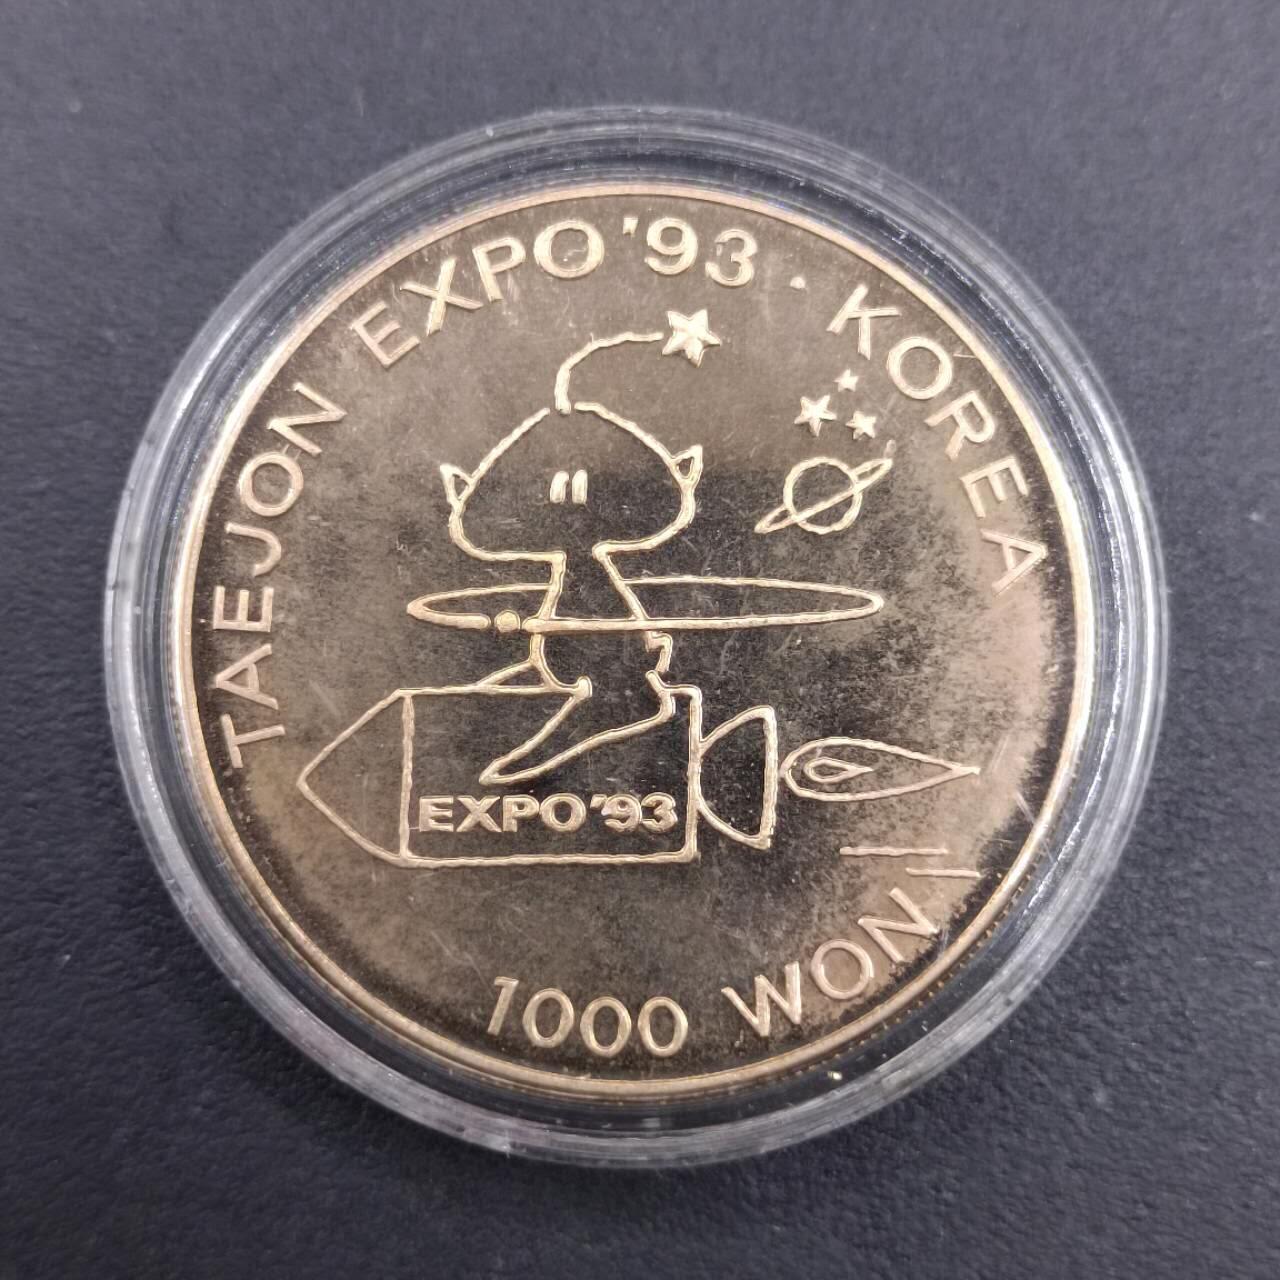 TAEJON EXPO '93 · KOREA
EXPO '93
1000 WON